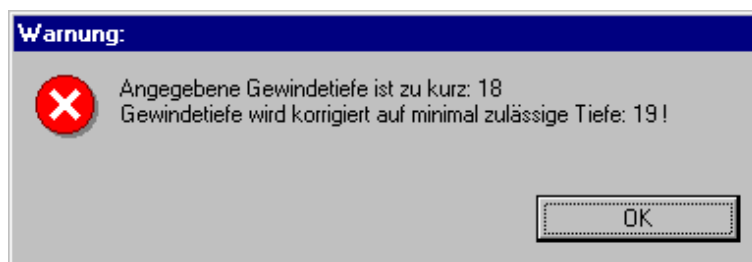 Warnung:
Angegebene Gewindetiefe ist zu kurz: 18
Gewindetiefe wird korrigiert auf minimal zulässige Tiefe: 19 !
OK